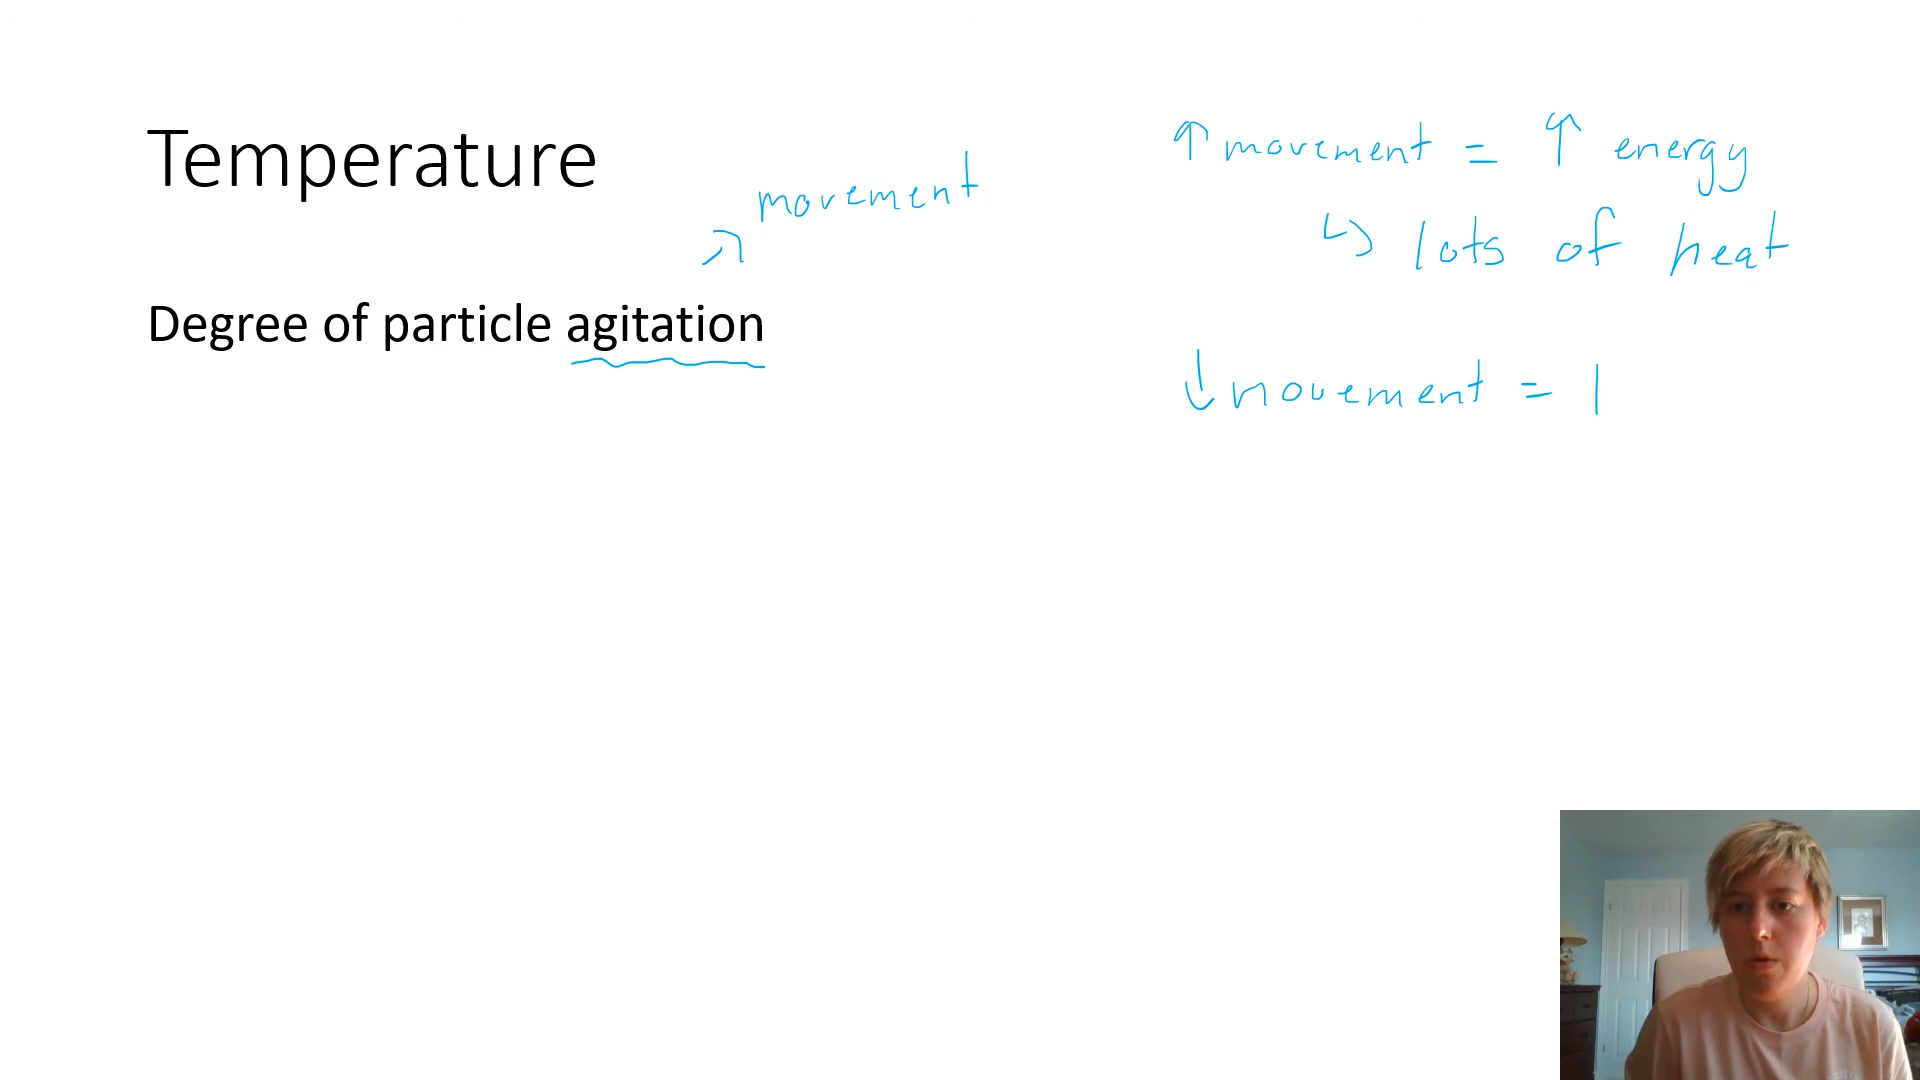 Temperature
movement
Degree of particle agitation
↑ movement = ↑ energy
↳ lots of heat
↓ movement = |